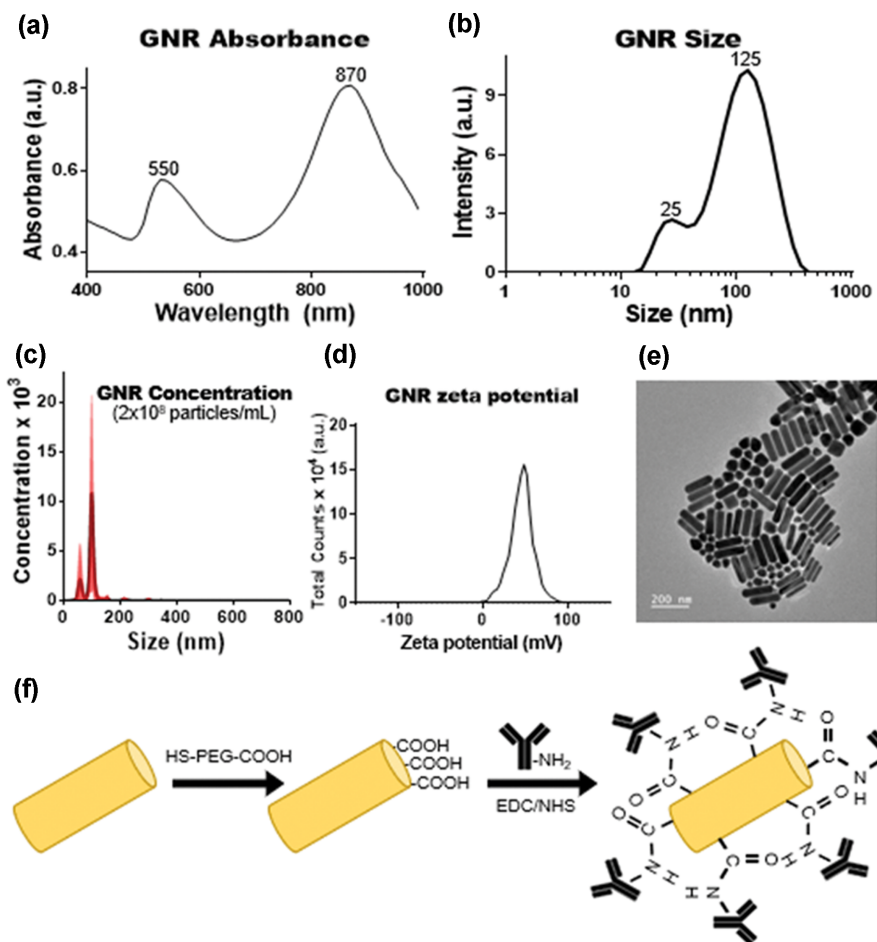 (a)
GNR Absorbance
870
550
0.8
0.6
0.4
Absorbance (a.u.)
400
600
800
1000
Wavelength (nm)
(b)
GNR Size
125
25
9
6
3
0
Intensity (a.u.)
1
10
100
1000
Size (nm)
(c)
GNR Concentration
(2x10⁸ particles/mL)
20
15
10
5
0
Concentration x 10³
0
200
400
600
800
Size (nm)
(d)
GNR zeta potential
20
15
10
5
0
Total Counts x 10⁴ (a.u.)
-100
0
100
Zeta potential (mV)
(e)
200 nm
(f)
HS-PEG-COOH
-COOH
-COOH
-COOH
-NH₂
EDC/NHS
N
H
O
C
O
C
N
H
C
O
C
O
N
H
C
O
N
H
C
O
N
H
C
O
N
H